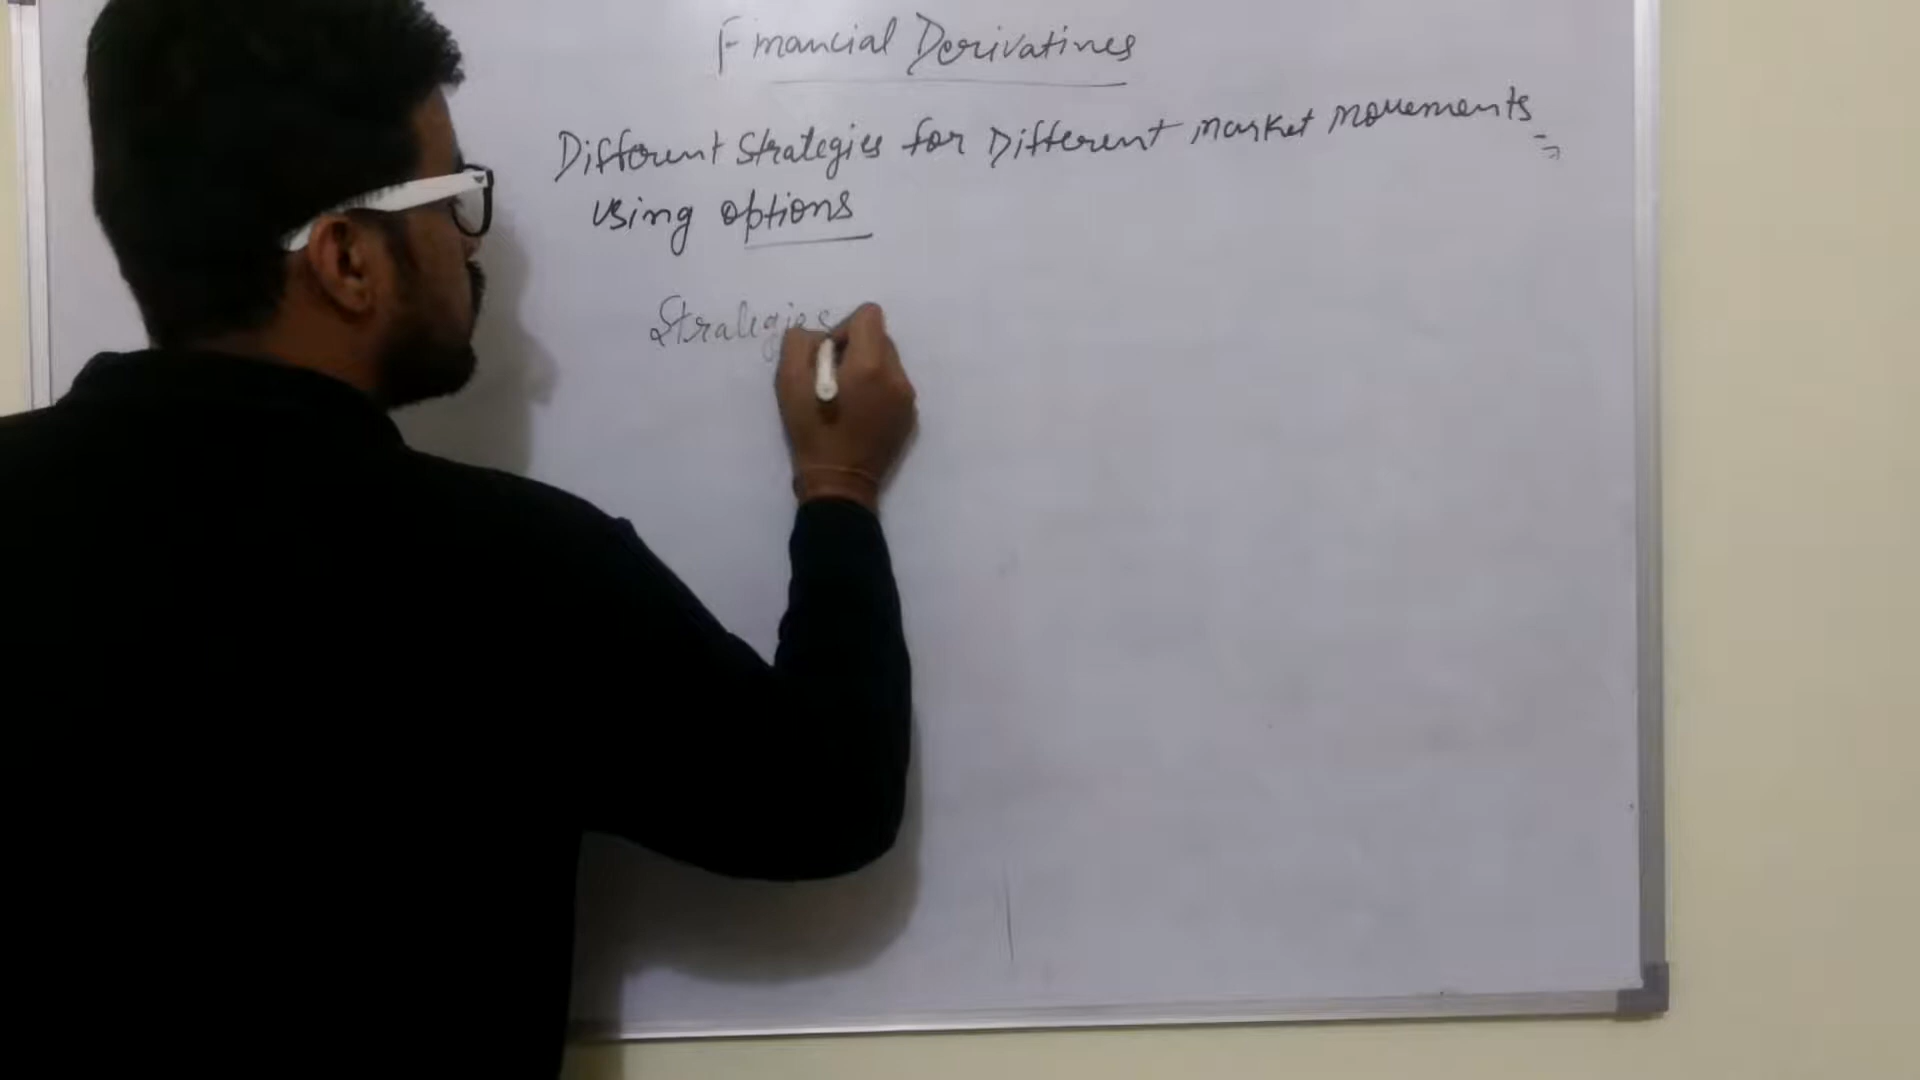 Financial Derivatives
Different Strategies for Different market movements
using options
Strategies